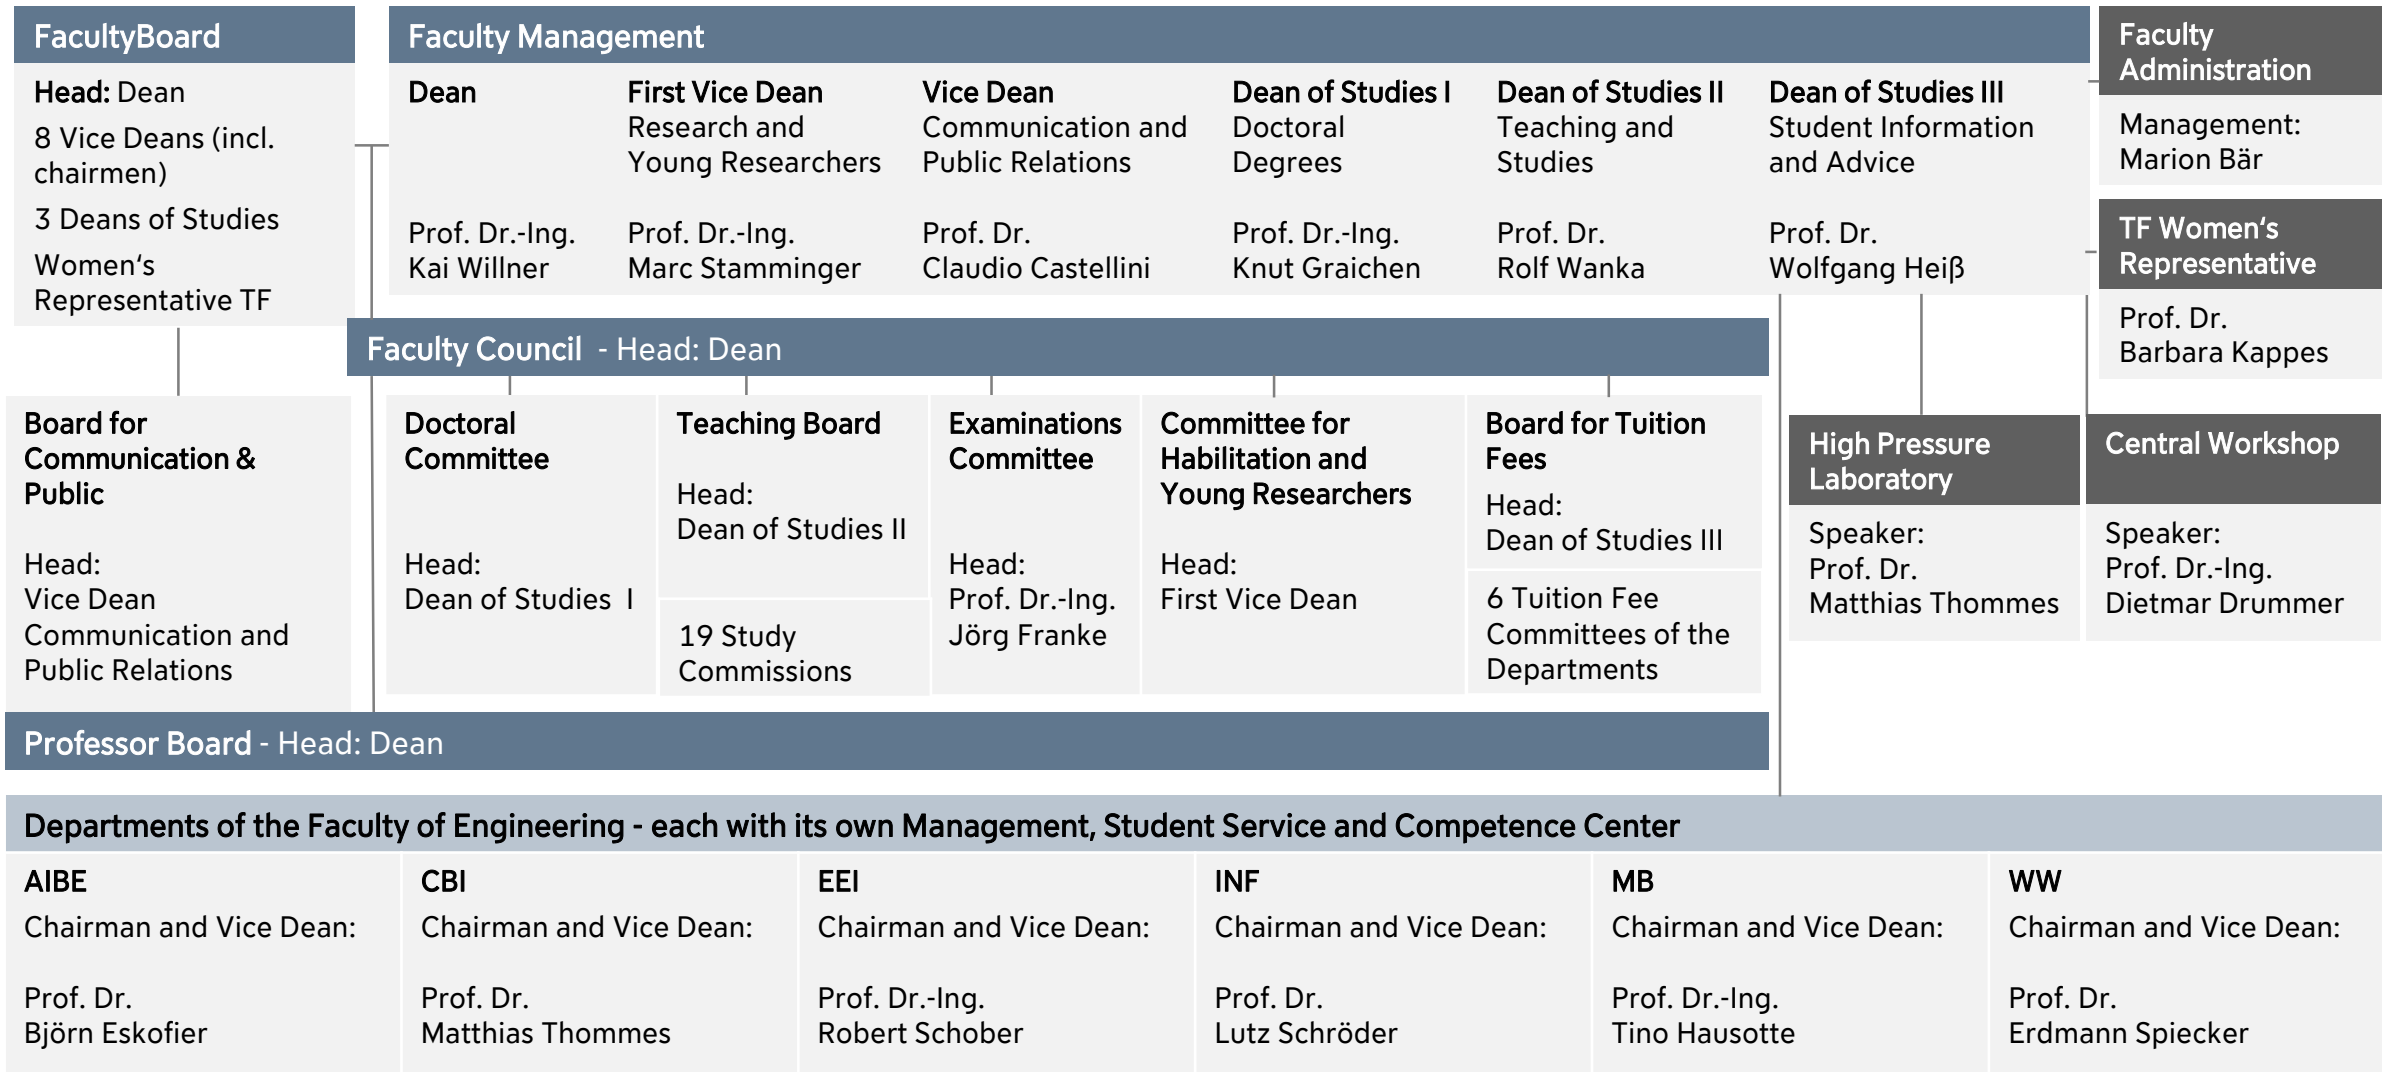 FacultyBoard
Head: Dean
8 Vice Deans (incl.
chairmen)
3 Deans of Studies
Women‘s
Representative TF
Faculty Management
Dean
Prof. Dr.-Ing.
Kai Willner
First Vice Dean
Research and
Young Researchers
Prof. Dr.-Ing.
Marc Stamminger
Vice Dean
Communication and
Public Relations
Prof. Dr.
Claudio Castellini
Dean of Studies I
Doctoral
Degrees
Prof. Dr.-Ing.
Knut Graichen
Dean of Studies II
Teaching and
Studies
Prof. Dr.
Rolf Wanka
Dean of Studies III
Student Information
and Advice
Prof. Dr.
Wolfgang Heiß
Faculty
Administration
Management:
Marion Bär
TF Women‘s
Representative
Prof. Dr.
Barbara Kappes
Faculty Council - Head: Dean
Board for
Communication &
Public
Head:
Vice Dean
Communication and
Public Relations
Doctoral
Committee
Head:
Dean of Studies I
Teaching Board
Head:
Dean of Studies II
19 Study
Commissions
Examinations
Committee
Head:
Prof. Dr.-Ing.
Jörg Franke
Committee for
Habilitation and
Young Researchers
Head:
First Vice Dean
Board for Tuition
Fees
Head:
Dean of Studies III
6 Tuition Fee
Committees of the
Departments
High Pressure
Laboratory
Speaker:
Prof. Dr.
Matthias Thommes
Central Workshop
Speaker:
Prof. Dr.-Ing.
Dietmar Drummer
Professor Board - Head: Dean
Departments of the Faculty of Engineering - each with its own Management, Student Service and Competence Center
AIBE
Chairman and Vice Dean:
Prof. Dr.
Björn Eskofier
CBI
Chairman and Vice Dean:
Prof. Dr.
Matthias Thommes
EEI
Chairman and Vice Dean:
Prof. Dr.-Ing.
Robert Schober
INF
Chairman and Vice Dean:
Prof. Dr.
Lutz Schröder
MB
Chairman and Vice Dean:
Prof. Dr.-Ing.
Tino Hausotte
WW
Chairman and Vice Dean:
Prof. Dr.
Erdmann Spiecker